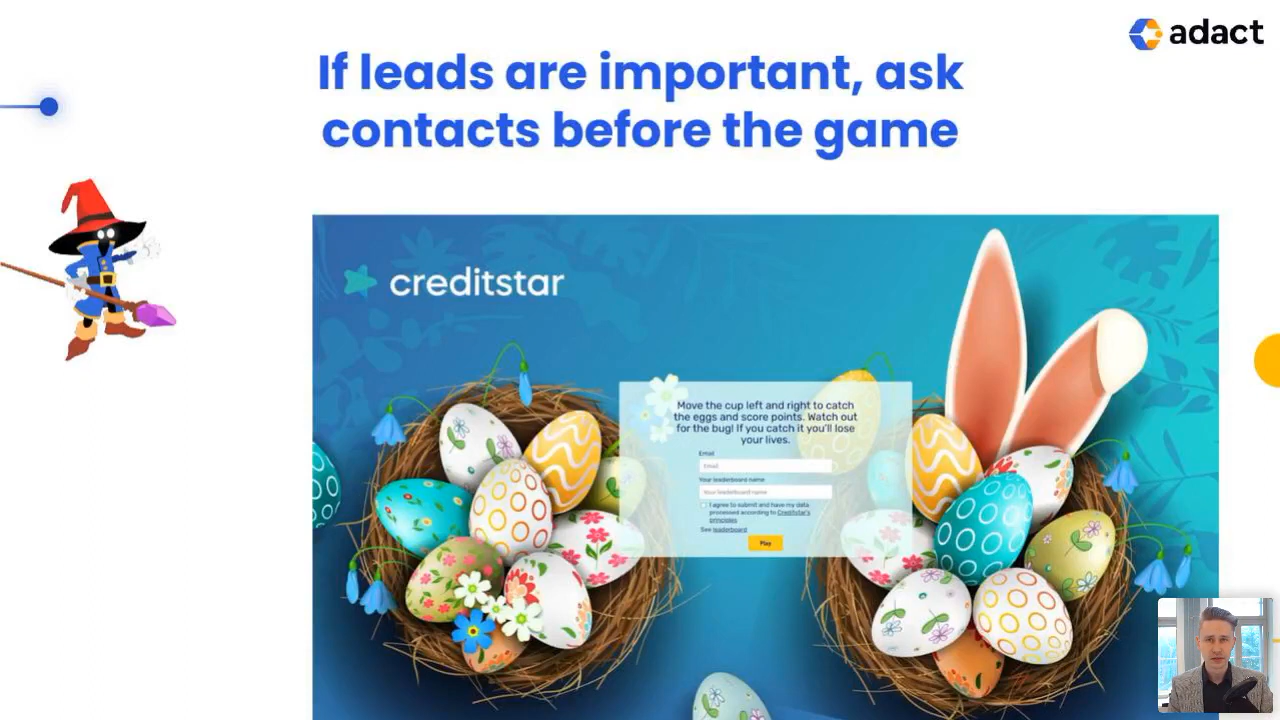 adact
If leads are important, ask
contacts before the game
creditstar
Move the cup left and right to catch
the eggs and score points. Watch out
for the bug! If you catch it you'll lose
your lives.
Email
Email
Your leaderboard name
Your leaderboard name
I agree to submit and have my data
processed according to Creditstar's
principles
See leaderboard
Play